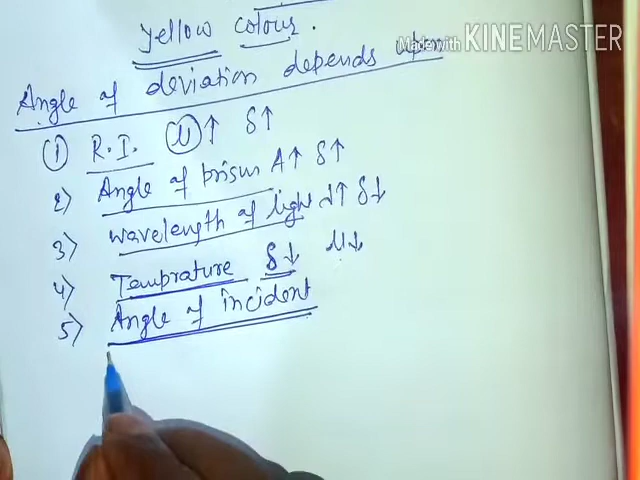 Yellow colour.
Made with KINEMASTER
Angle of deviation depends upon
① R.I. (μ)↑ δ↑
2) Angle of prism A↑ δ↑
3) wavelength of light λ↑ δ↓
4) Temprature δ↓ μ↓
5) Angle of incident